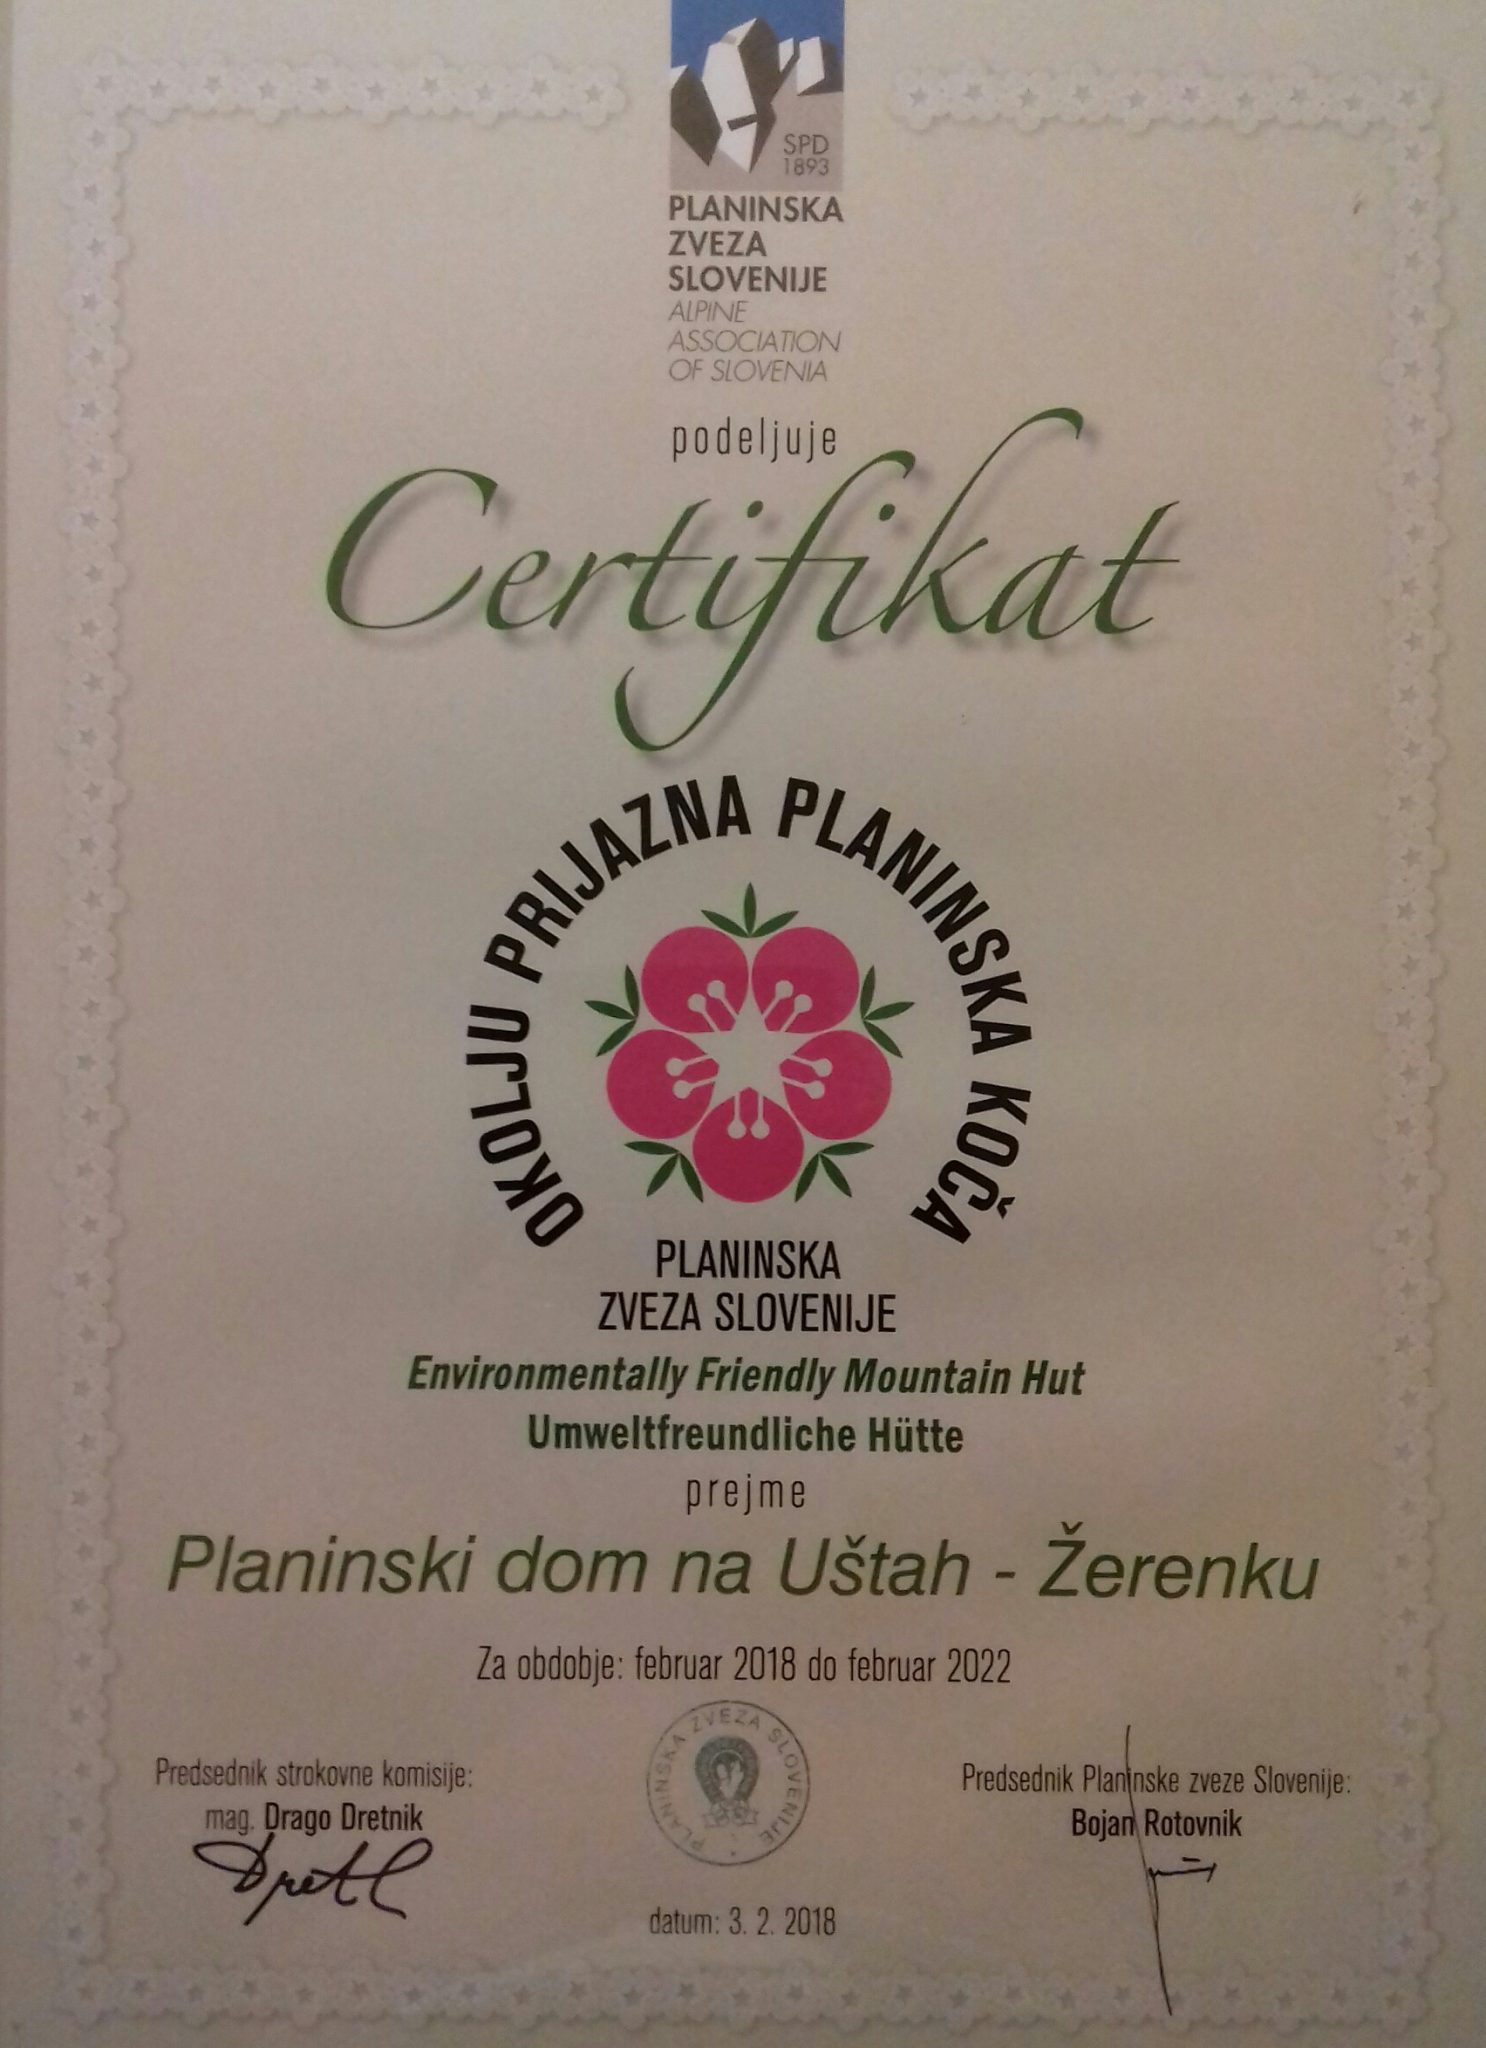 SPD
1893
PLANINSKA
ZVEZA
SLOVENIJE
ALPINE
ASSOCIATION
OF SLOVENIA
podeljuje
Certifikat
OKOLJU PRIJAZNA PLANINSKA KOČA
PLANINSKA
ZVEZA SLOVENIJE
Environmentally Friendly Mountain Hut
Umweltfreundliche Hütte
prejme
Planinski dom na Uštah - Žerenku
Za obdobje: februar 2018 do februar 2022
PLANINSKA ZVEZA SLOVENIJE
Predsednik strokovne komisije:
mag. Drago Dretnik
Predsednik Planinske zveze Slovenije:
Bojan Rotovnik
datum: 3. 2. 2018